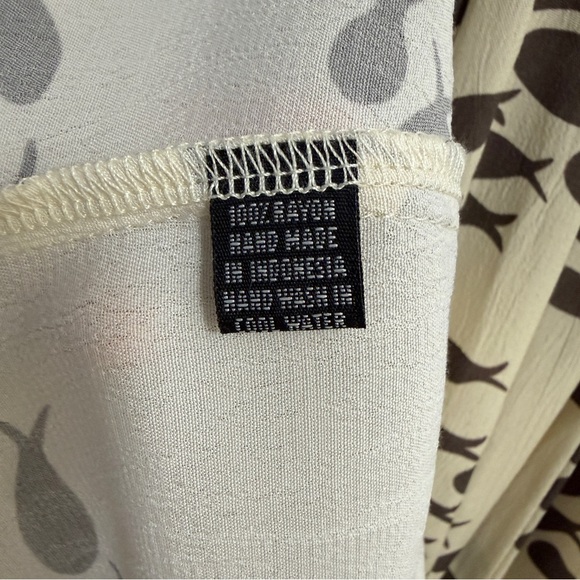 100% RAYON
HAND MADE
IN INDONESIA
HAND WASH IN
COOL WATER